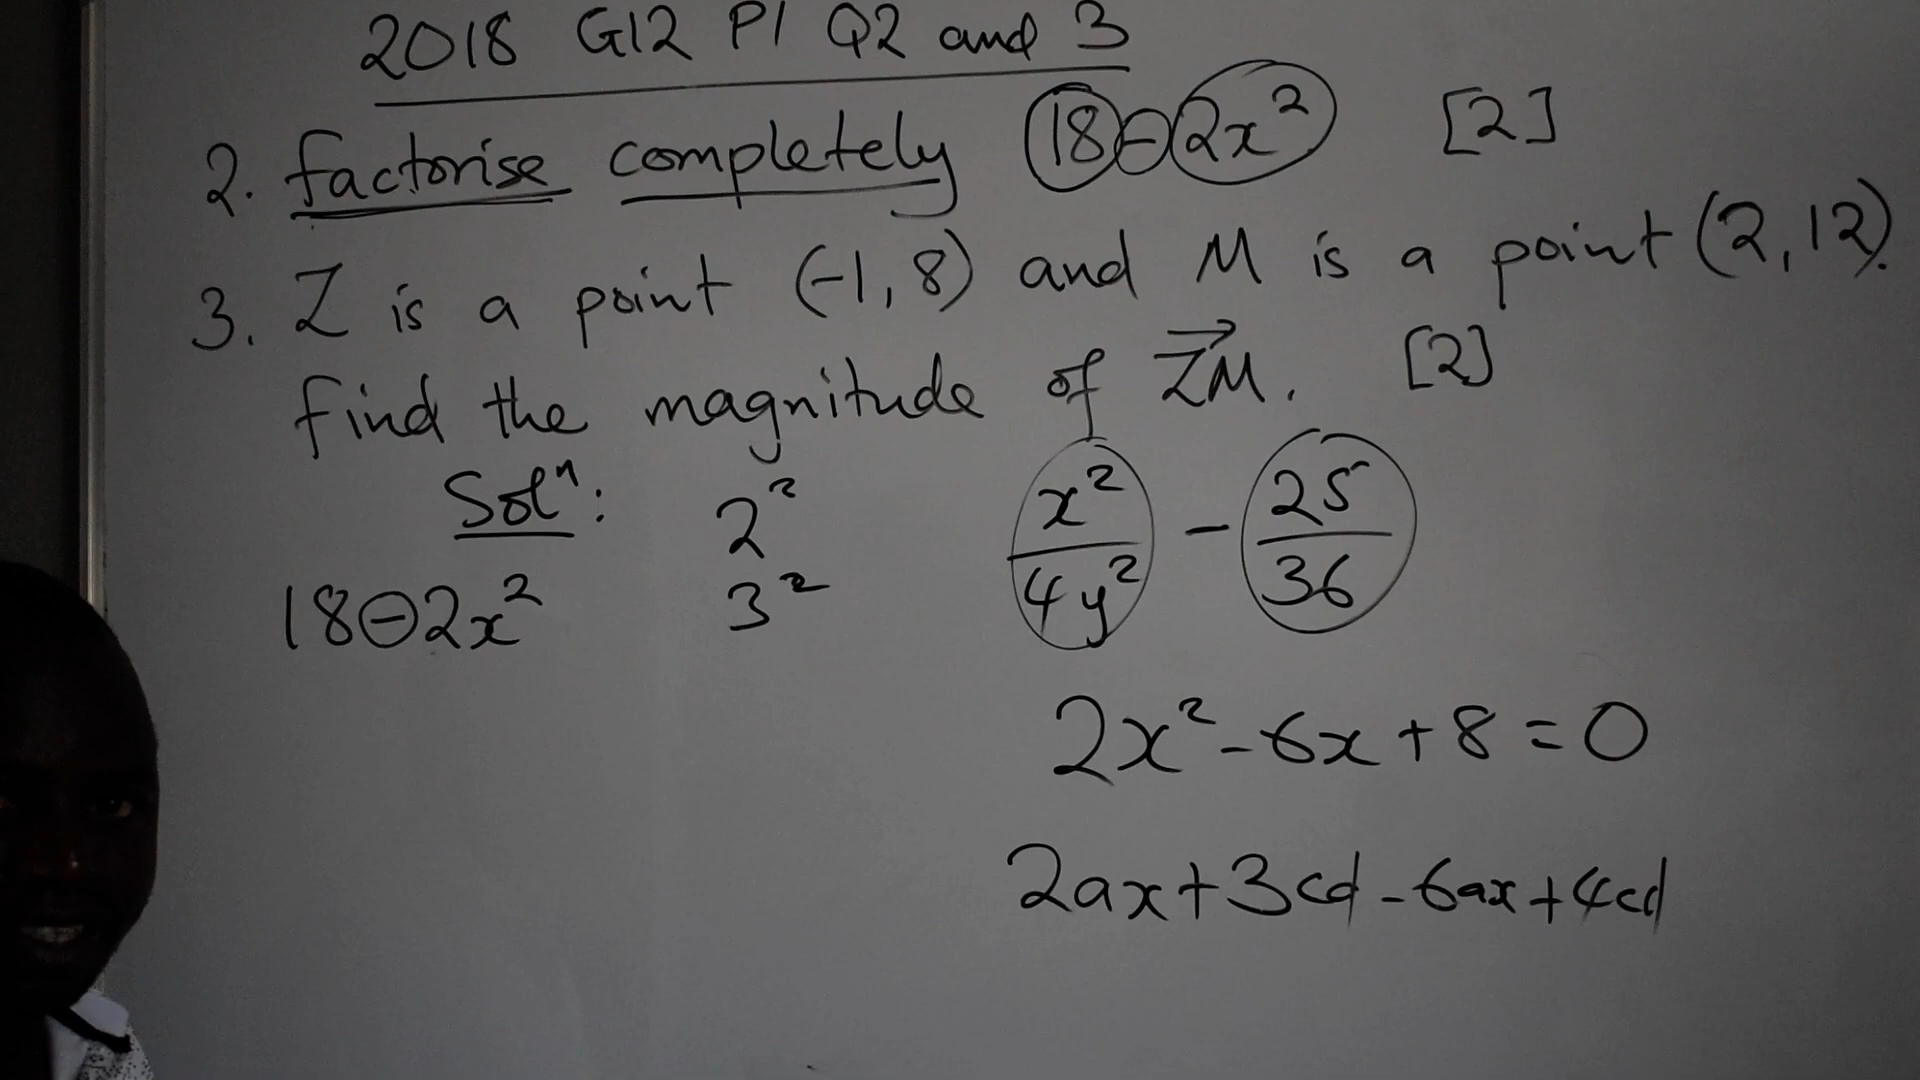 2018 G12 P1 Q2 and 3
2. factorise completely 18-2x² [2]
3. Z is a point (-1, 8) and M is a point (2, 12).
find the magnitude of →ZM. [2]
Solⁿ: 2² x²/4y² - 25/36
18-2x² 3²
2x²-6x+8=0
2ax+3cd-6ax+4cd